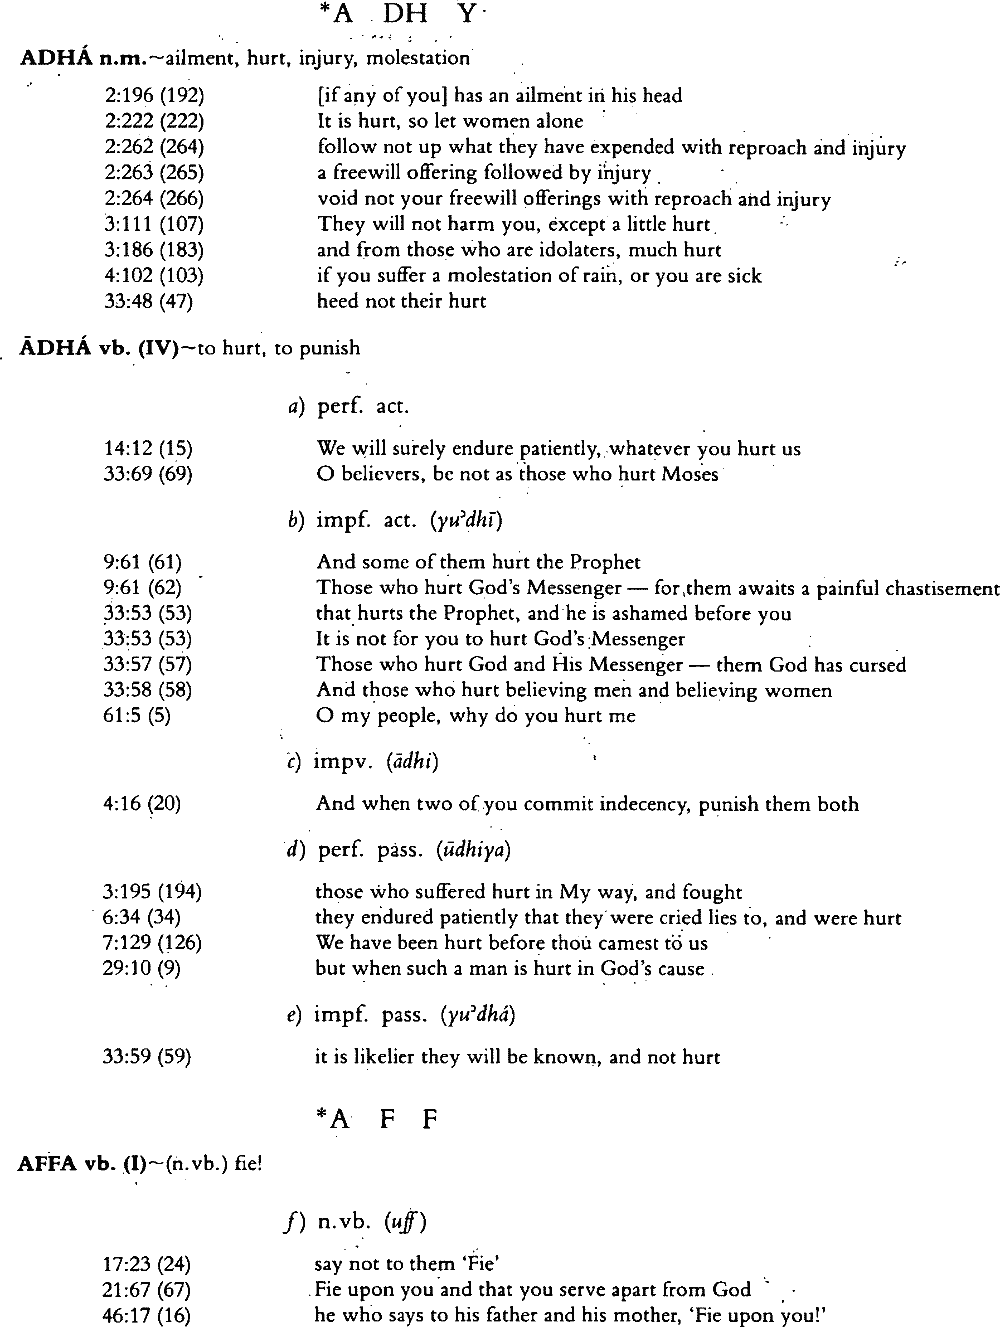 *A DH Y
ADHÁ n.m.~ailment, hurt, injury, molestation
2:196 (192) [if any of you] has an ailment in his head
2:222 (222) It is hurt, so let women alone
2:262 (264) follow not up what they have expended with reproach and injury
2:263 (265) a freewill offering followed by injury
2:264 (266) void not your freewill offerings with reproach and injury
3:111 (107) They will not harm you, except a little hurt
3:186 (183) and from those who are idolaters, much hurt
4:102 (103) if you suffer a molestation of rain, or you are sick
33:48 (47) heed not their hurt
ĀDHÁ vb. (IV)~to hurt, to punish
a) perf. act.
14:12 (15) We will surely endure patiently, whatever you hurt us
33:69 (69) O believers, be not as those who hurt Moses
b) impf. act. (yuʾdhī)
9:61 (61) And some of them hurt the Prophet
9:61 (62) Those who hurt God's Messenger — for them awaits a painful chastisement
33:53 (53) that hurts the Prophet, and he is ashamed before you
33:53 (53) It is not for you to hurt God's Messenger
33:57 (57) Those who hurt God and His Messenger — them God has cursed
33:58 (58) And those who hurt believing men and believing women
61:5 (5) O my people, why do you hurt me
c) impv. (ādhi)
4:16 (20) And when two of you commit indecency, punish them both
d) perf. pass. (ūdhiya)
3:195 (194) those who suffered hurt in My way, and fought
6:34 (34) they endured patiently that they were cried lies to, and were hurt
7:129 (126) We have been hurt before thou camest to us
29:10 (9) but when such a man is hurt in God's cause
e) impf. pass. (yuʾdhá)
33:59 (59) it is likelier they will be known, and not hurt
*A F F
AFFA vb. (I)~(n.vb.) fie!
f) n.vb. (uff)
17:23 (24) say not to them 'Fie'
21:67 (67) Fie upon you and that you serve apart from God
46:17 (16) he who says to his father and his mother, 'Fie upon you!'